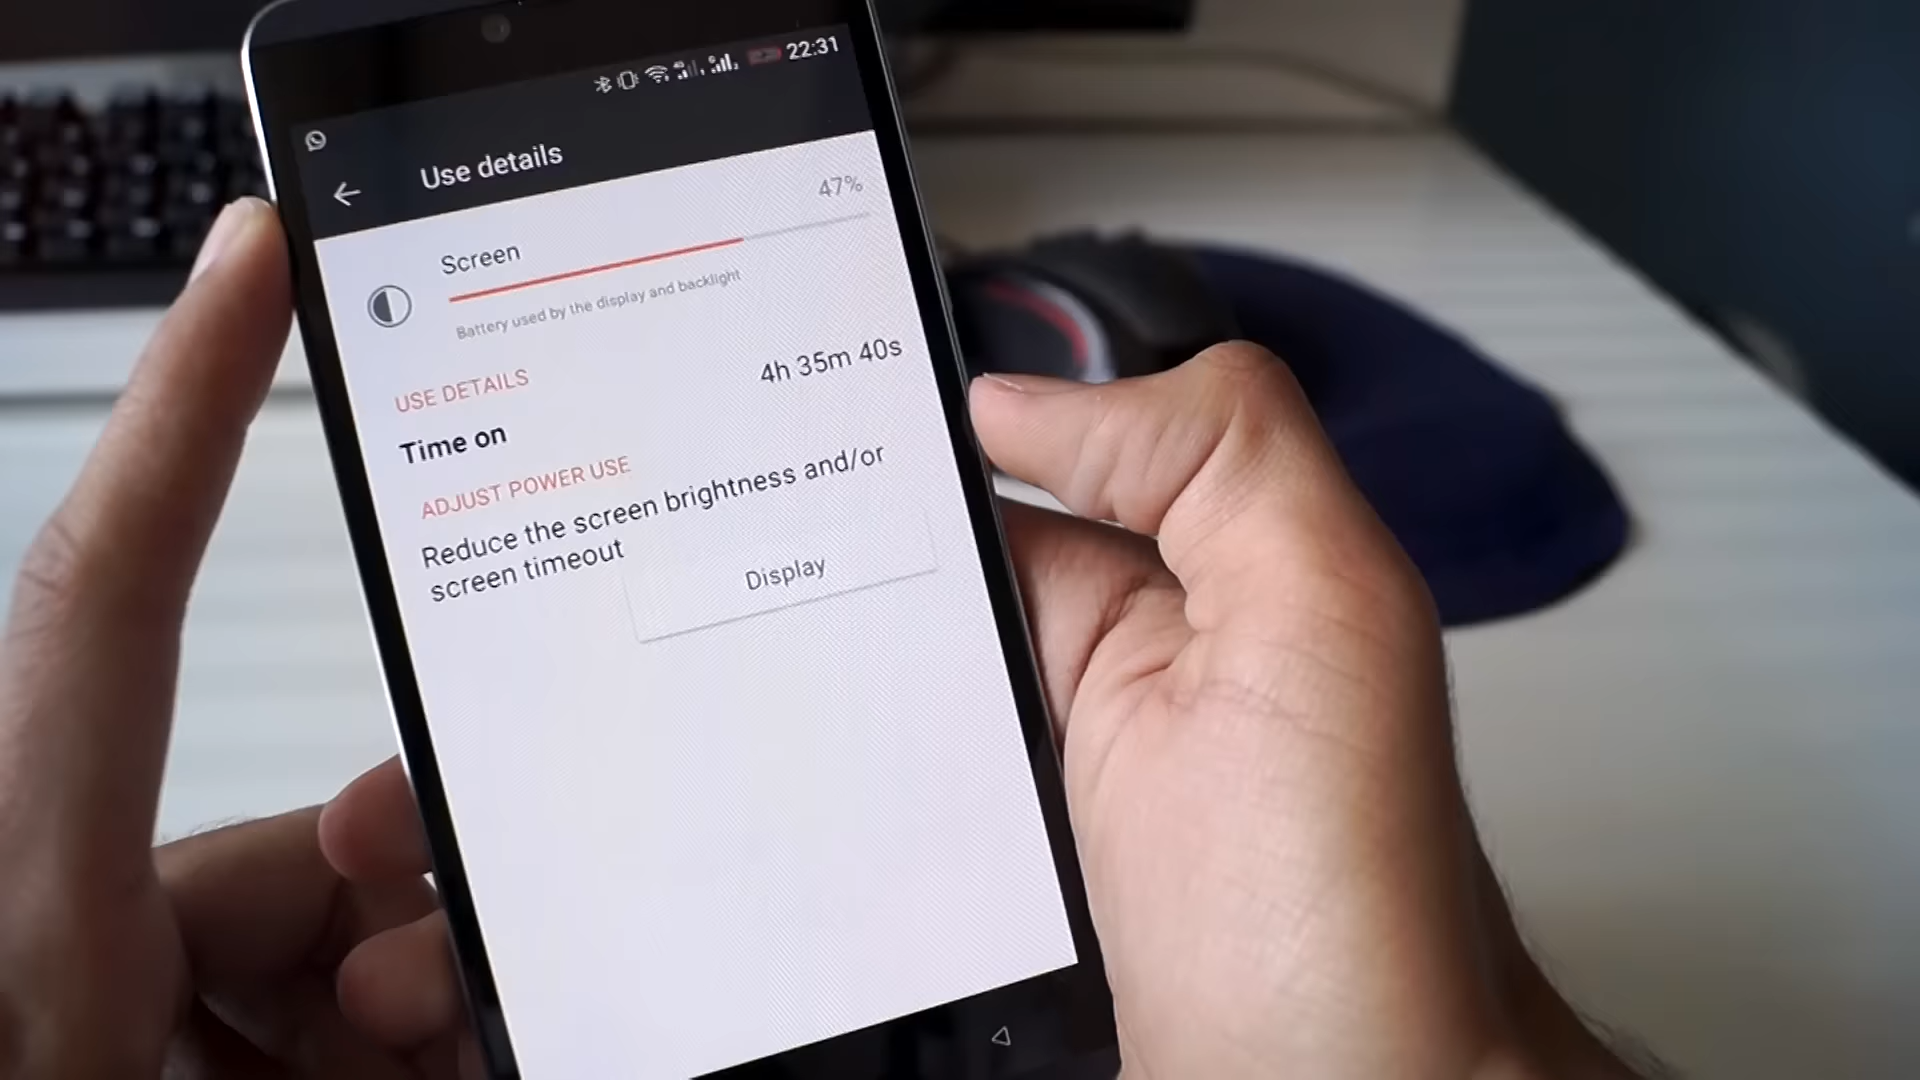 22:31
Use details
47%
Screen
Battery used by the display and backlight
USE DETAILS
4h 35m 40s
Time on
ADJUST POWER USE
Reduce the screen brightness and/or
screen timeout
Display